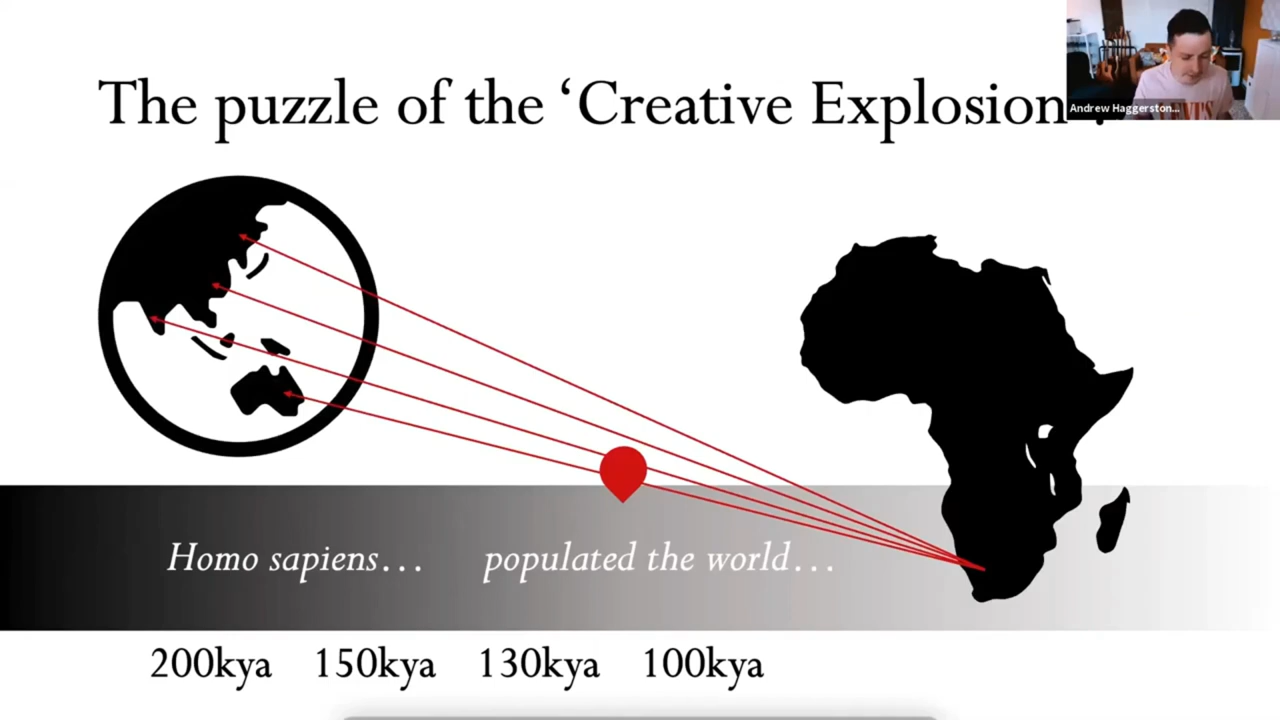 The puzzle of the ‘Creative Explosion
Andrew Haggerston...
Homo sapiens… populated the world…
200kya 150kya 130kya 100kya